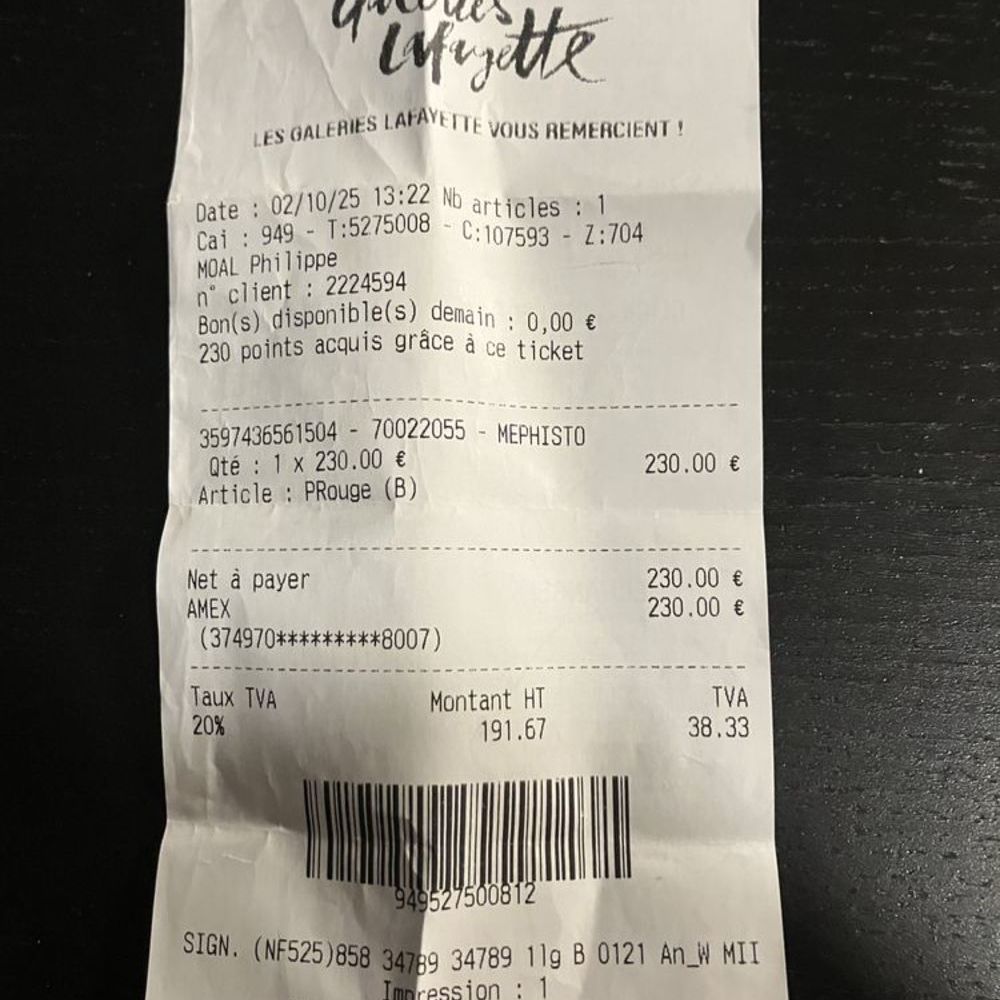 Galeries
Lafayette
LES GALERIES LAFAYETTE VOUS REMERCIENT !
Date : 02/10/25 13:22 Nb articles : 1
Cai : 949 - T:5275008 - C:107593 - Z:704
MOAL Philippe
n° client : 2224594
Bon(s) disponible(s) demain : 0,00 €
230 points acquis grâce à ce ticket
3597436561504 - 70022055 - MEPHISTO
Qté : 1 x 230.00 € 230.00 €
Article : PRouge (B)
Net à payer 230.00 €
AMEX 230.00 €
(374970*********8007)
Taux TVA Montant HT TVA
20% 191.67 38.33
949527500812
SIGN. (NF525)858 34789 34789 11g B 0121 An_W MII
Impression : 1